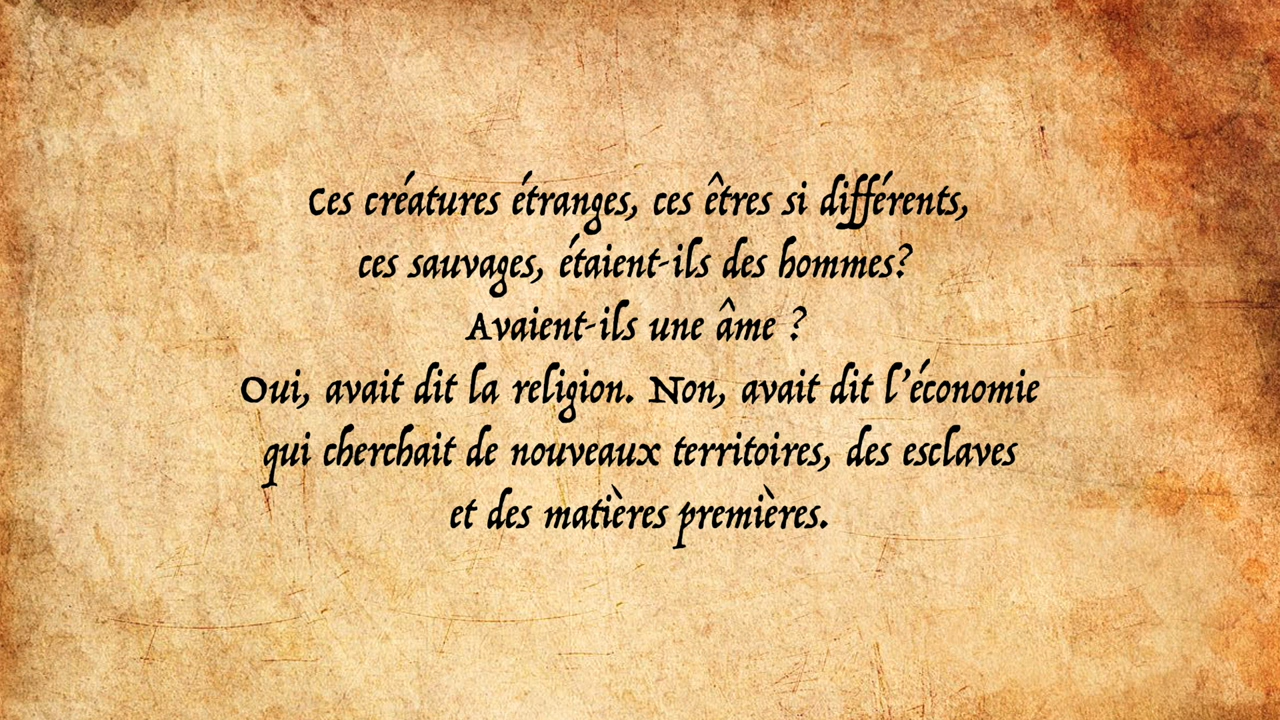 Ces créatures étranges, ces êtres si différents,
ces sauvages, étaient-ils des hommes?
Avaient-ils une âme ?
Oui, avait dit la religion. Non, avait dit l’économie
qui cherchait de nouveaux territoires, des esclaves
et des matières premières.